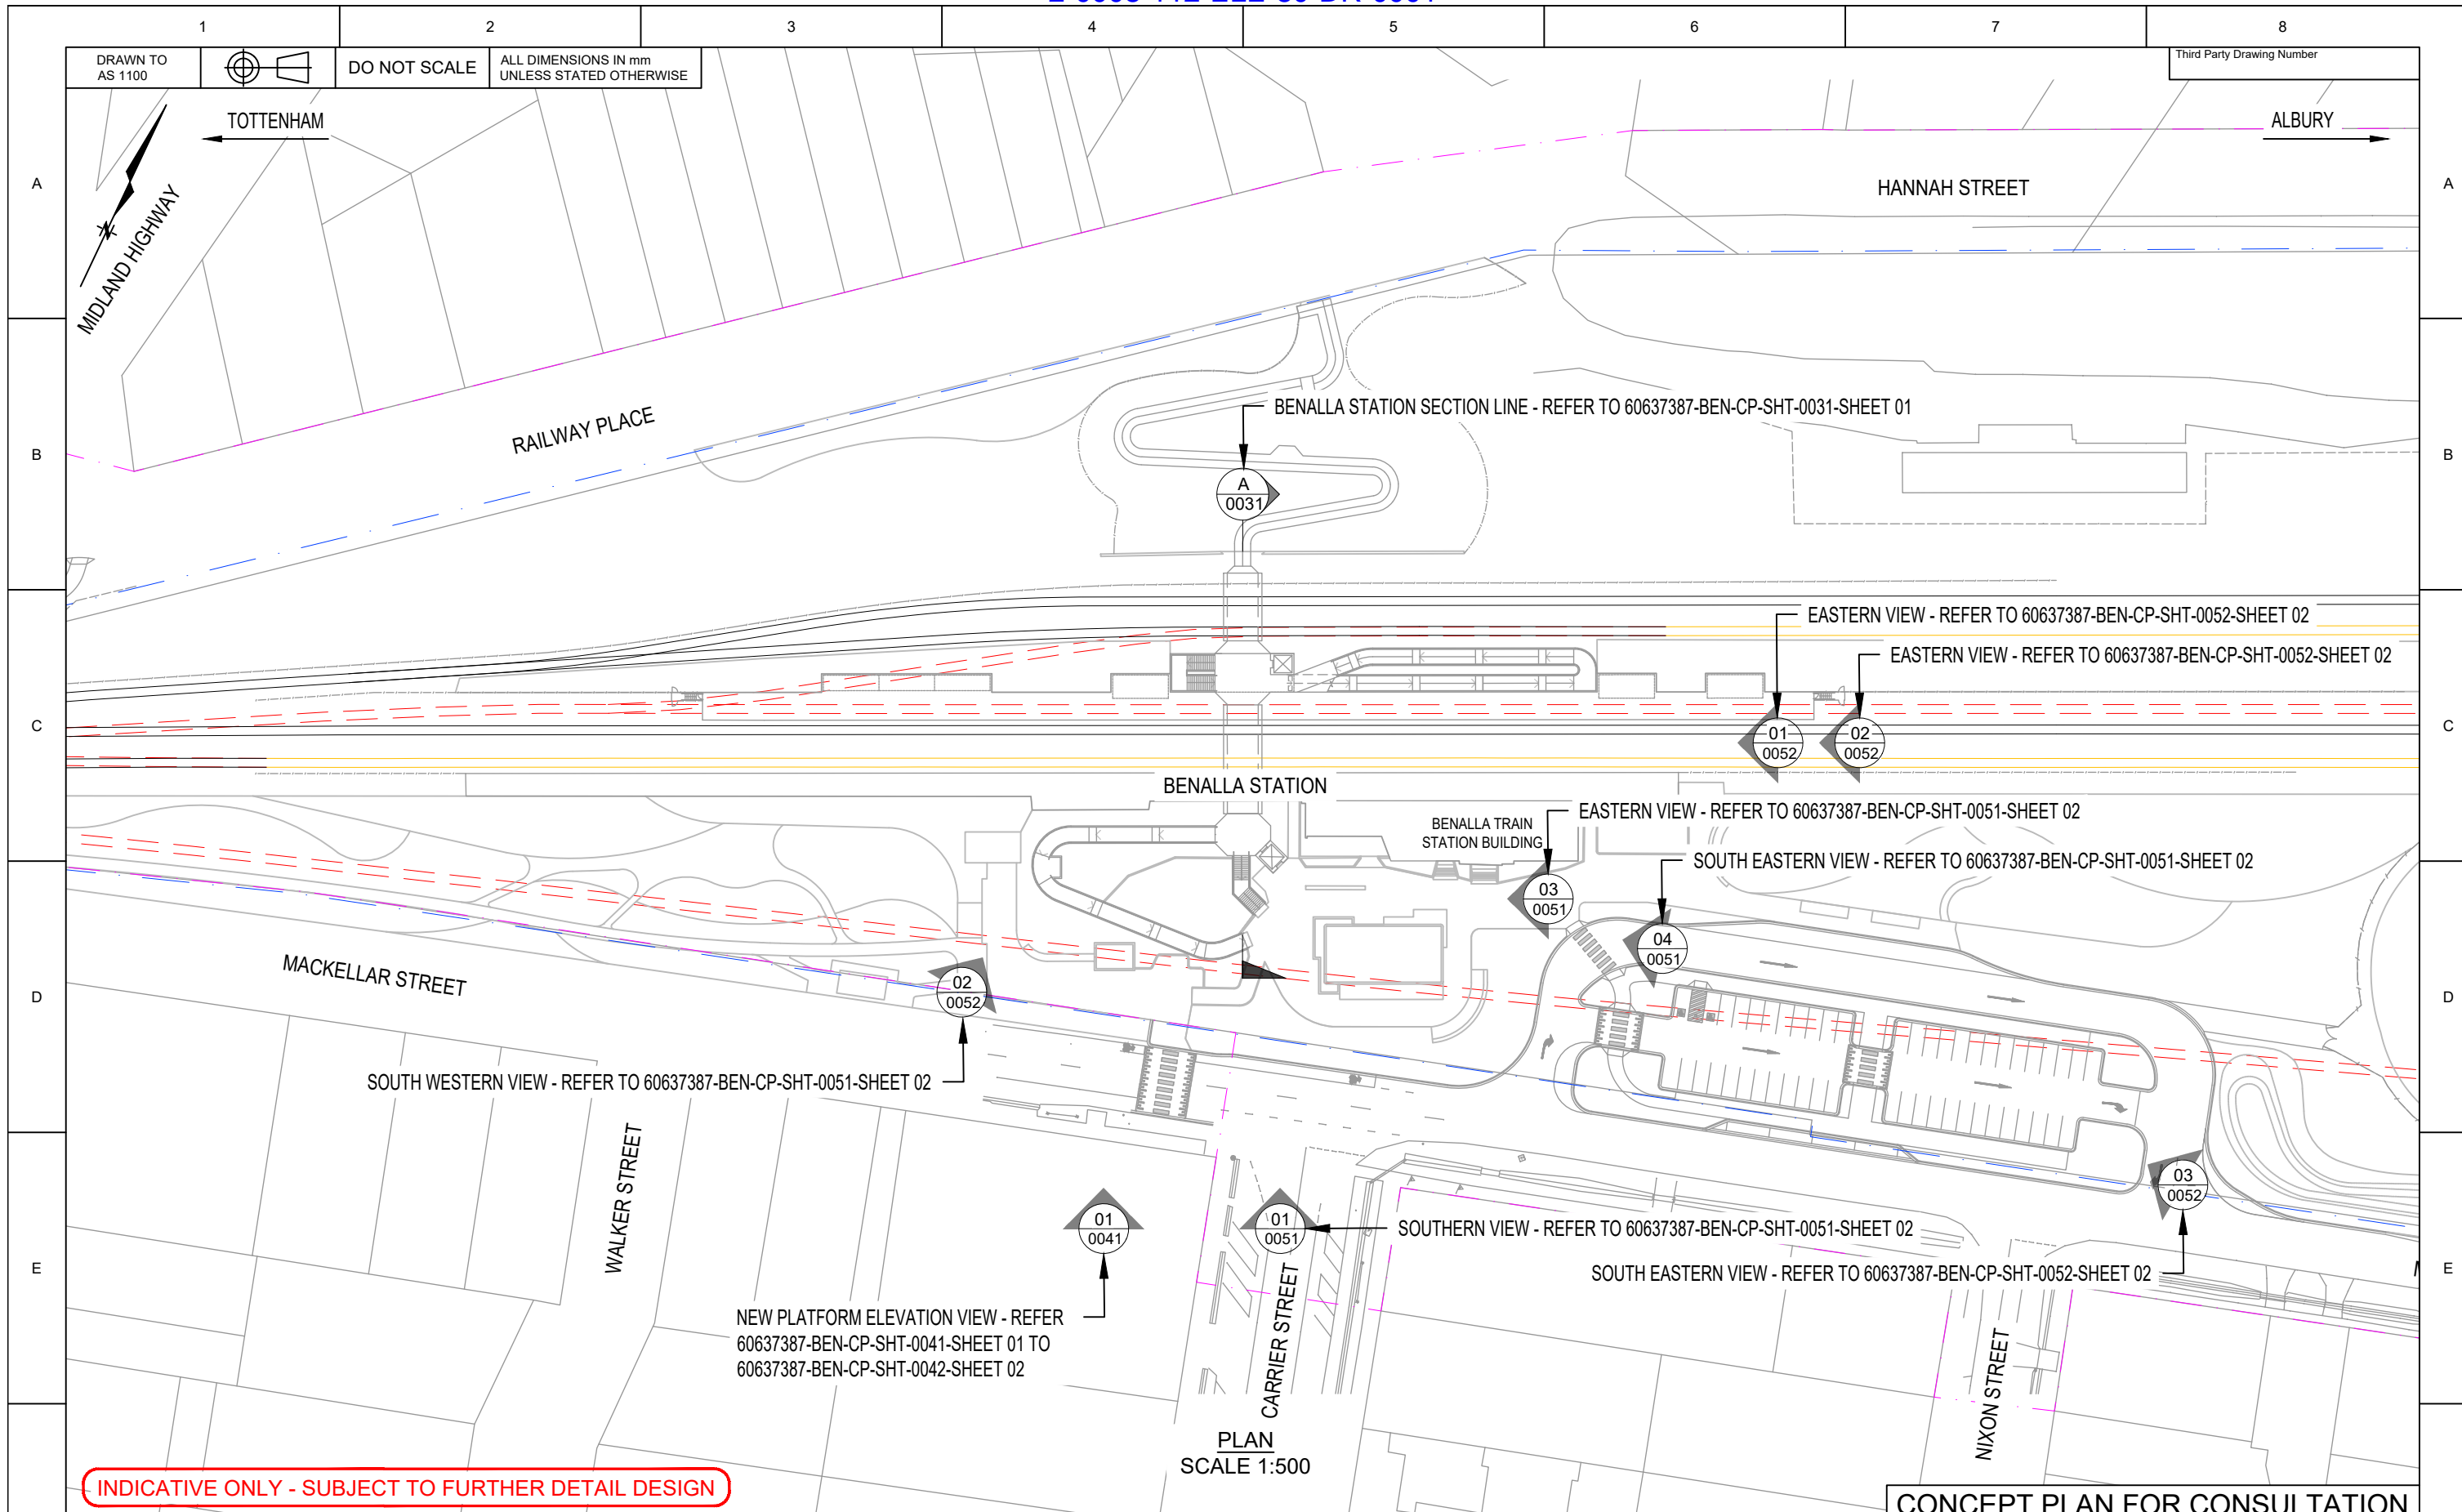 1 2 3 4 5 6 7 8
DRAWN TO
AS 1100
DO NOT SCALE
ALL DIMENSIONS IN mm
UNLESS STATED OTHERWISE
Third Party Drawing Number
TOTTENHAM
ALBURY
A
A
HANNAH STREET
MIDLAND HIGHWAY
N
RAILWAY PLACE
BENALLA STATION SECTION LINE - REFER TO 60637387-BEN-CP-SHT-0031-SHEET 01
B
B
A
0031
EASTERN VIEW - REFER TO 60637387-BEN-CP-SHT-0052-SHEET 02
EASTERN VIEW - REFER TO 60637387-BEN-CP-SHT-0052-SHEET 02
C
C
01
0052
02
0052
BENALLA STATION
EASTERN VIEW - REFER TO 60637387-BEN-CP-SHT-0051-SHEET 02
BENALLA TRAIN
STATION BUILDING
SOUTH EASTERN VIEW - REFER TO 60637387-BEN-CP-SHT-0051-SHEET 02
03
0051
04
0051
MACKELLAR STREET
D
D
02
0052
SOUTH WESTERN VIEW - REFER TO 60637387-BEN-CP-SHT-0051-SHEET 02
WALKER STREET
03
0052
01
0041
01
0051
SOUTHERN VIEW - REFER TO 60637387-BEN-CP-SHT-0051-SHEET 02
E
E
SOUTH EASTERN VIEW - REFER TO 60637387-BEN-CP-SHT-0052-SHEET 02
NEW PLATFORM ELEVATION VIEW - REFER
60637387-BEN-CP-SHT-0041-SHEET 01 TO
60637387-BEN-CP-SHT-0042-SHEET 02
CARRIER STREET
NIXON STREET
PLAN
SCALE 1:500
INDICATIVE ONLY - SUBJECT TO FURTHER DETAIL DESIGN
CONCEPT PLAN FOR CONSULTATION